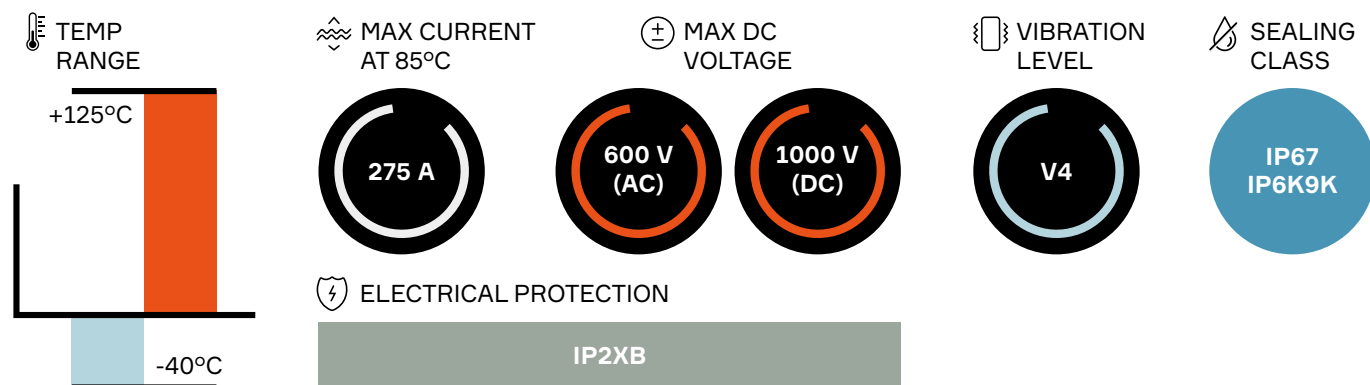 TEMP
RANGE
+125°C
-40°C
MAX CURRENT
AT 85°C
275 A
MAX DC
VOLTAGE
600 V
(AC)
1000 V
(DC)
VIBRATION
LEVEL
V4
SEALING
CLASS
IP67
IP6K9K
ELECTRICAL PROTECTION
IP2XB